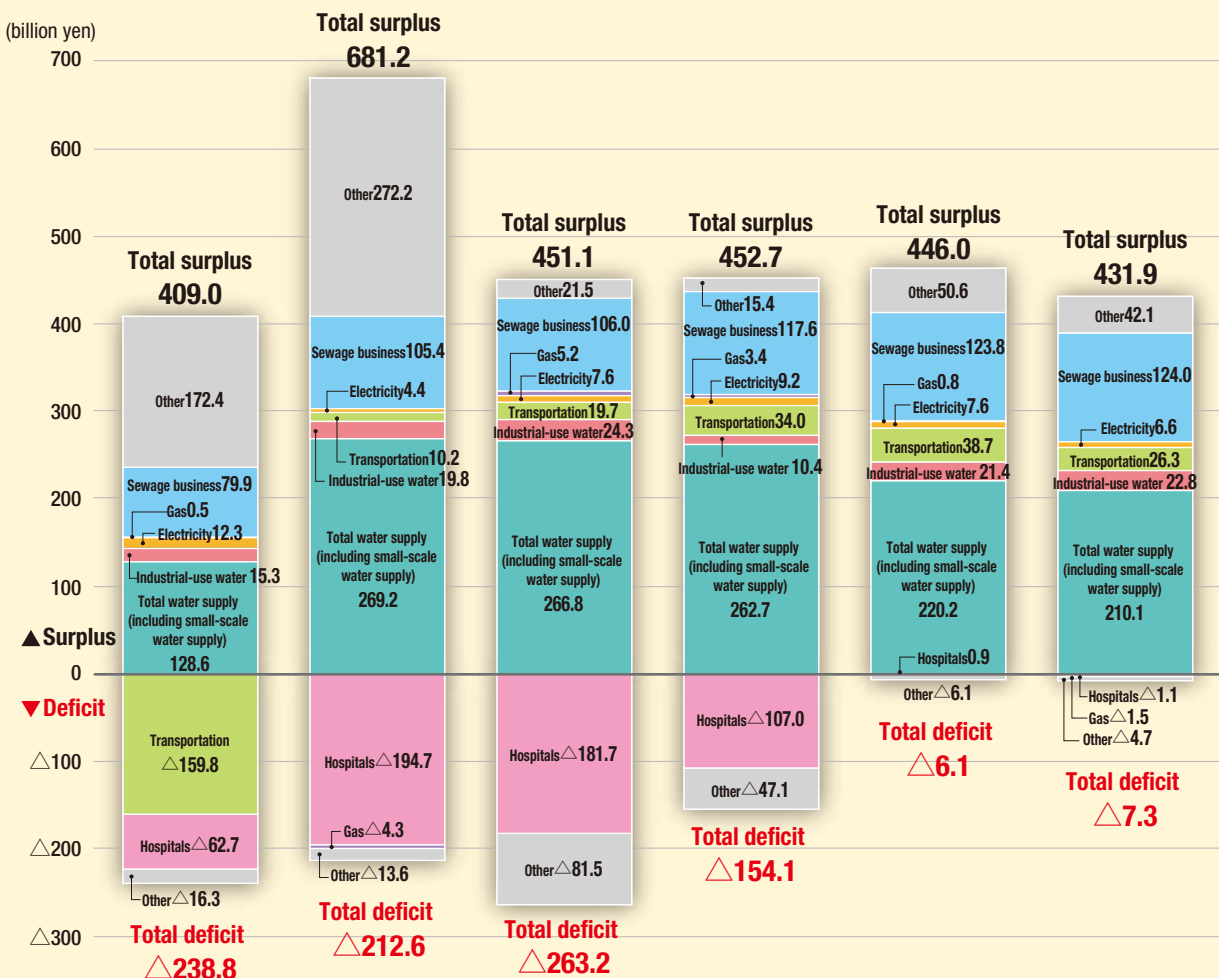 (billion yen)
700
600
500
400
300
200
100
▲Surplus
0
▼Deficit
△100
△200
△300
Total surplus
409.0
Other172.4
Sewage business79.9
Gas0.5
Electricity12.3
Industrial-use water 15.3
Total water supply
(including small-scale
water supply)
128.6
Transportation
△159.8
Hospitals△62.7
Other△16.3
Total deficit
△238.8
Total surplus
681.2
Other272.2
Sewage business105.4
Electricity4.4
Transportation10.2
Industrial-use water19.8
Total water supply
(including small-scale
water supply)
269.2
Hospitals△194.7
Gas△4.3
Other△13.6
Total deficit
△212.6
Total surplus
451.1
Other21.5
Sewage business106.0
Gas5.2
Electricity7.6
Transportation19.7
Industrial-use water24.3
Total water supply
(including small-scale
water supply)
266.8
Hospitals△181.7
Other△81.5
Total deficit
△263.2
Total surplus
452.7
Other15.4
Sewage business117.6
Gas3.4
Electricity9.2
Transportation34.0
Industrial-use water 10.4
Total water supply
(including small-scale
water supply)
262.7
Hospitals△107.0
Other△47.1
Total deficit
△154.1
Total surplus
446.0
Other50.6
Sewage business123.8
Gas0.8
Electricity7.6
Transportation38.7
Industrial-use water 21.4
Total water supply
(including small-scale
water supply)
220.2
Hospitals0.9
Other△6.1
Total deficit
△6.1
Total surplus
431.9
Other42.1
Sewage business124.0
Electricity6.6
Transportation26.3
Industrial-use water 22.8
Total water supply
(including small-scale
water supply)
210.1
Hospitals△1.1
Gas△1.5
Other△4.7
Total deficit
△7.3